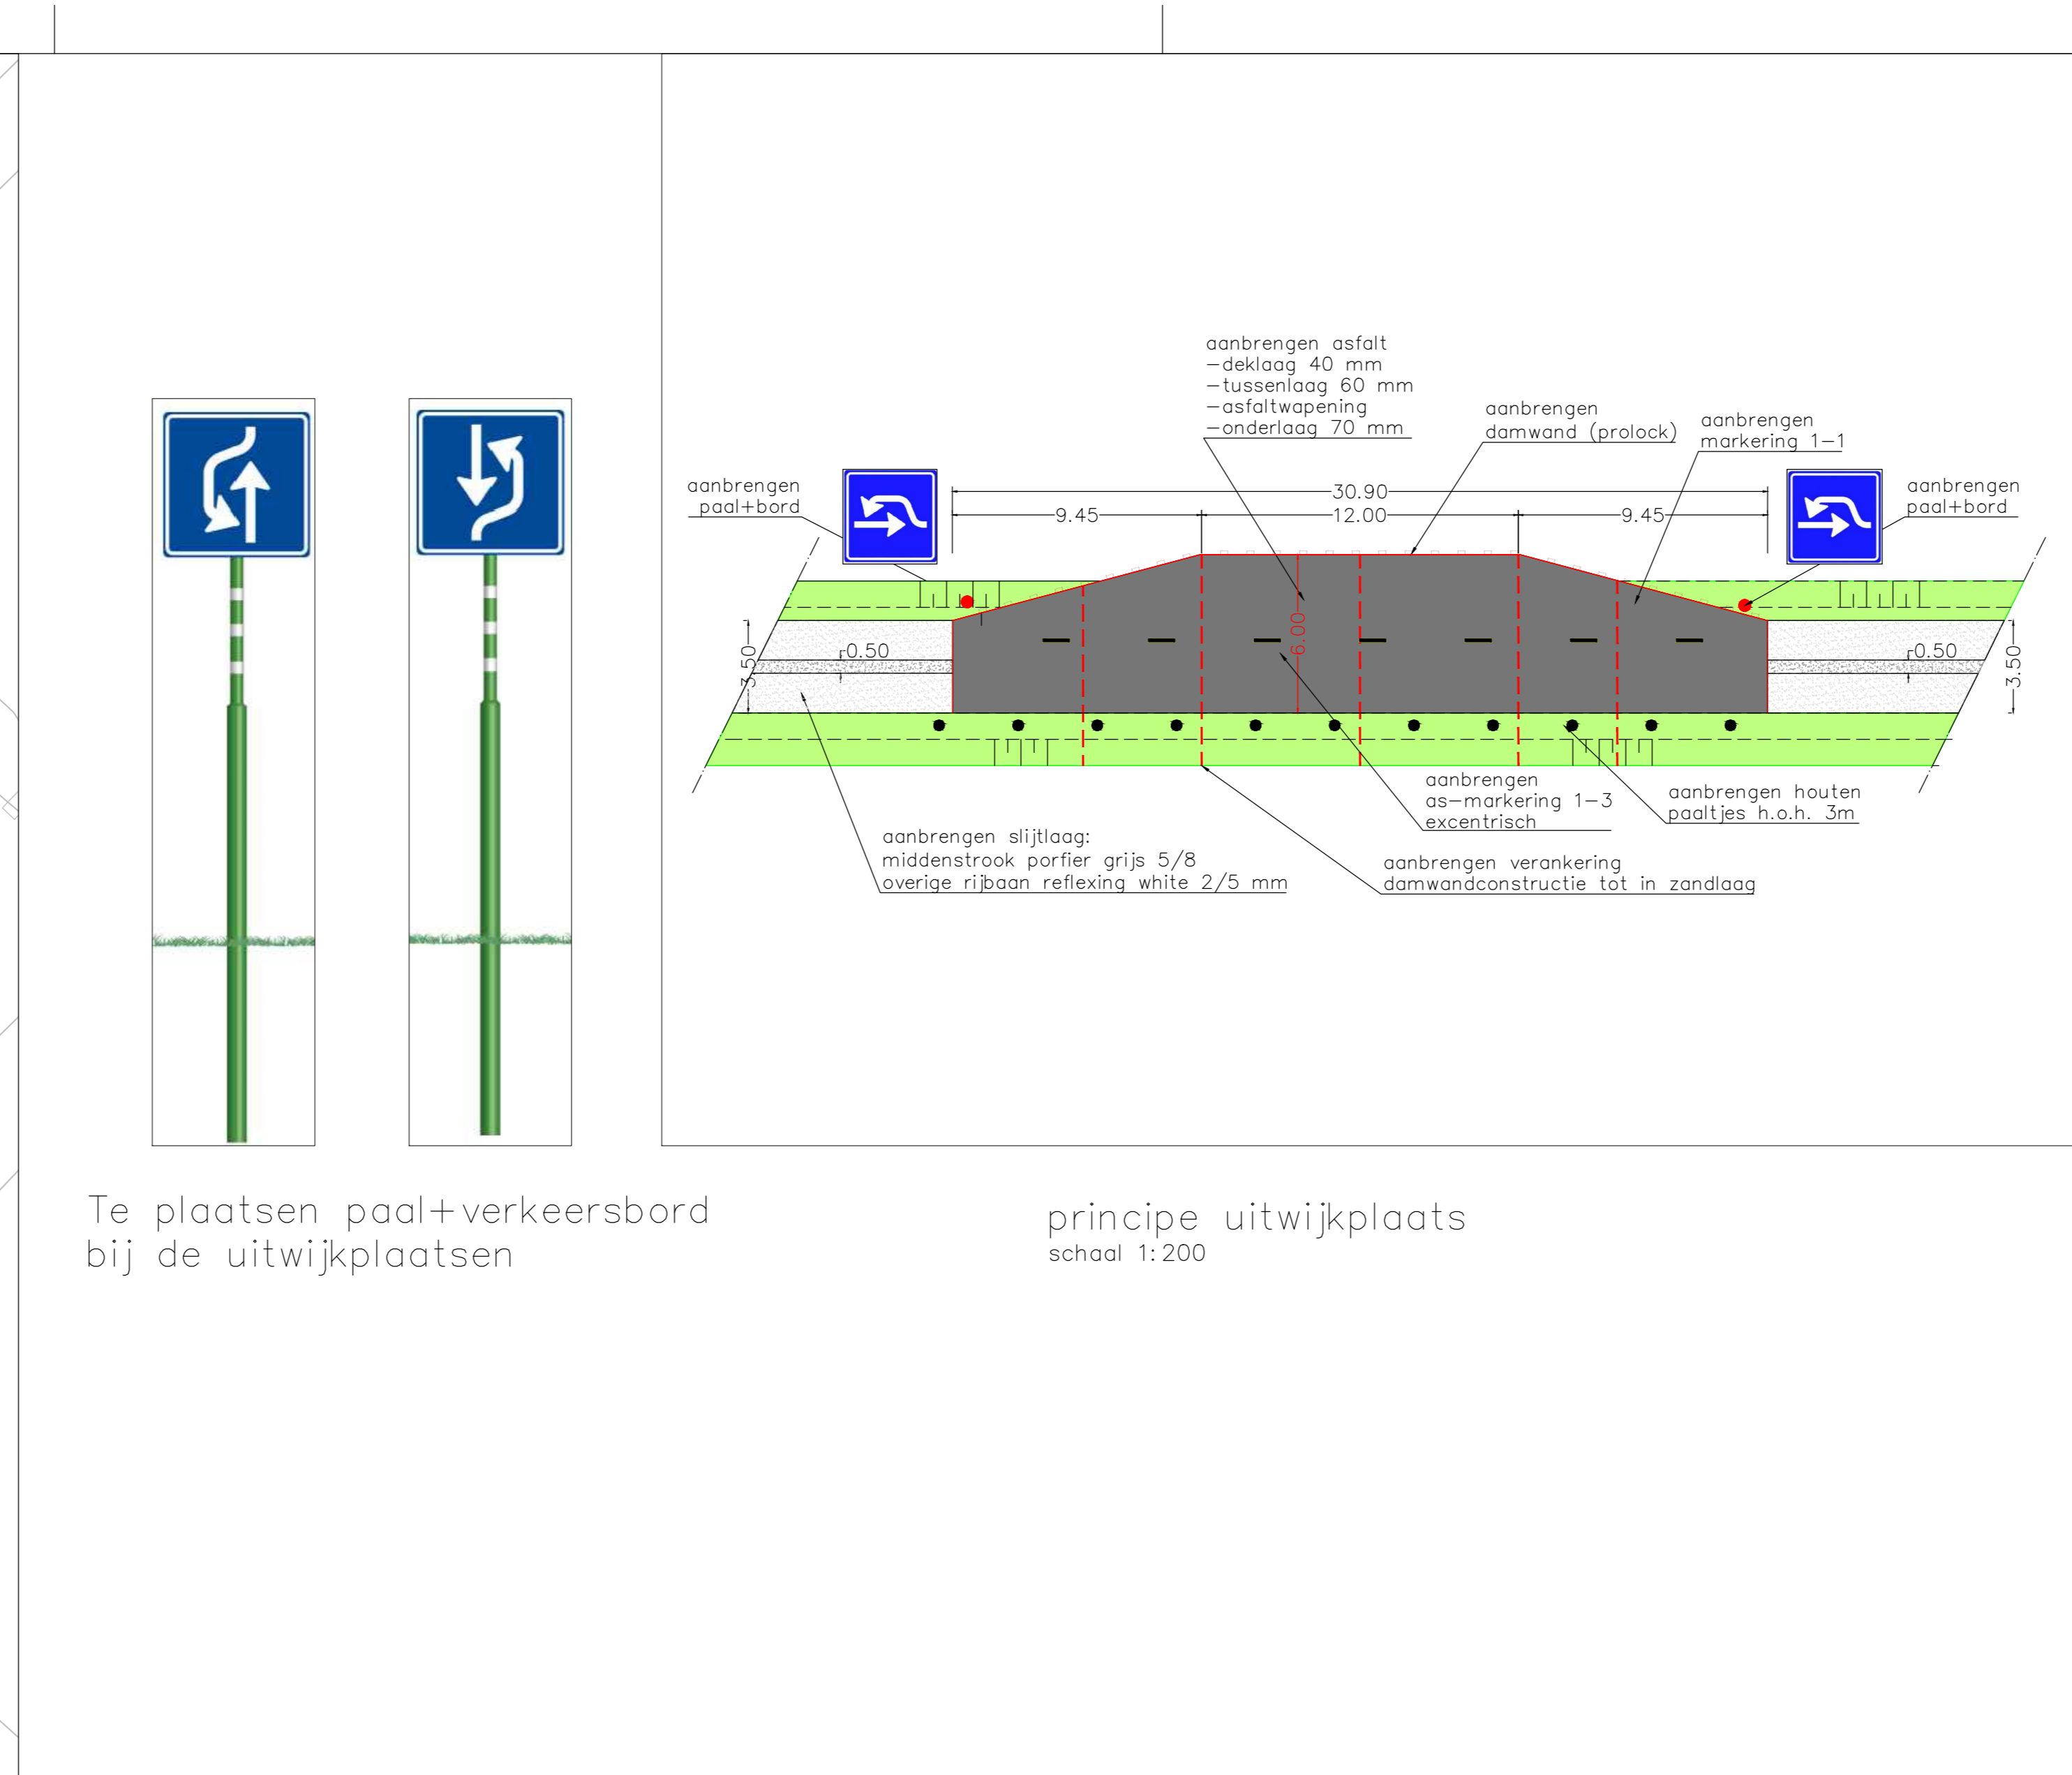 aanbrengen asfalt
-deklaag 40 mm
-tussenlaag 60 mm
-asfaltwapening
-onderlaag 70 mm
aanbrengen
damwand (prolock)
aanbrengen
markering 1-1
aanbrengen
paal+bord
aanbrengen
paal+bord
30.90
9.45
12.00
9.45
3.50
0.50
6.00
0.50
3.50
aanbrengen
as-markering 1-3
excentrisch
aanbrengen houten
paaltjes h.o.h. 3m
aanbrengen slijtlaag:
middenstrook porfier grijs 5/8
overige rijbaan reflexing white 2/5 mm
aanbrengen verankering
damwandconstructie tot in zandlaag
Te plaatsen paal+verkeersbord
bij de uitwijkplaatsen
principe uitwijkplaats
schaal 1:200